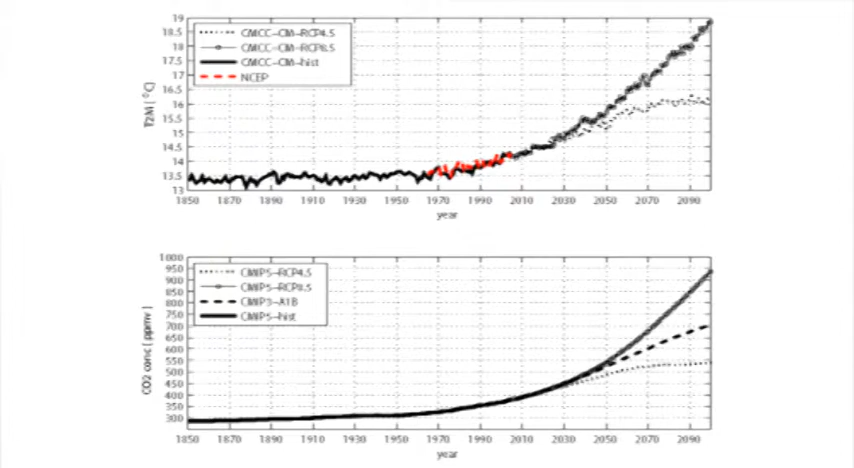 19
18.5
18
17.5
17
16.5
16
15.5
15
14.5
14
13.5
13
T2M [°C]
CMCC-CM-RCP4.5
CMCC-CM-RCP8.5
CMCC-CM-hist
NCEP
1850 1870 1890 1910 1930 1950 1970 1990 2010 2030 2050 2070 2090
year
1000
950
900
850
800
750
700
650
600
550
500
450
400
350
300
CO2 conc [ppmv]
CMIP5-RCP4.5
CMIP5-RCP8.5
CMIP3-A1B
CMIP5-hist
1850 1870 1890 1910 1930 1950 1970 1990 2010 2030 2050 2070 2090
year